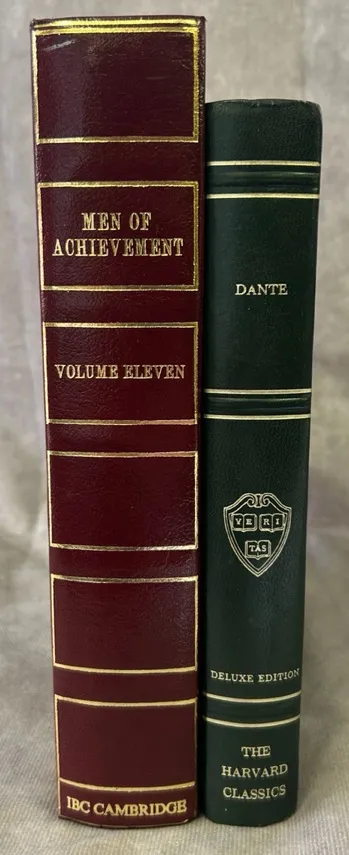 MEN OF
ACHIEVEMENT
VOLUME ELEVEN
IBC CAMBRIDGE
DANTE
VE RI
TAS
DELUXE EDITION
THE
HARVARD
CLASSICS